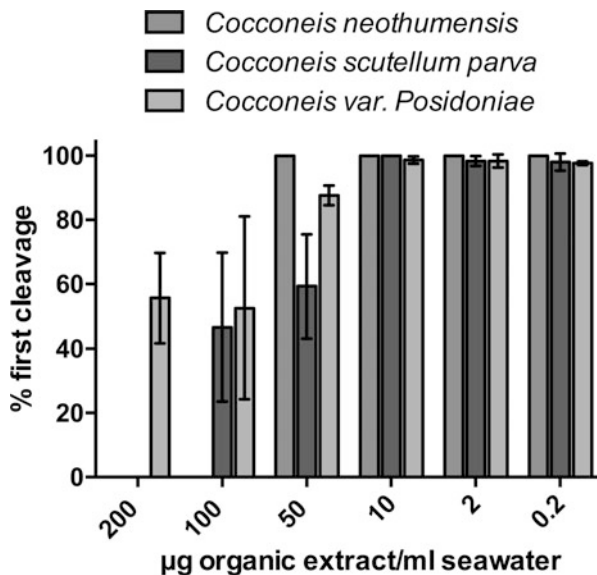 Cocconeis neothumensis
Cocconeis scutellum parva
Cocconeis var. Posidoniae
% first cleavage
100
80
60
40
20
0
200 100 50 10 2 0.2
µg organic extract/ml seawater